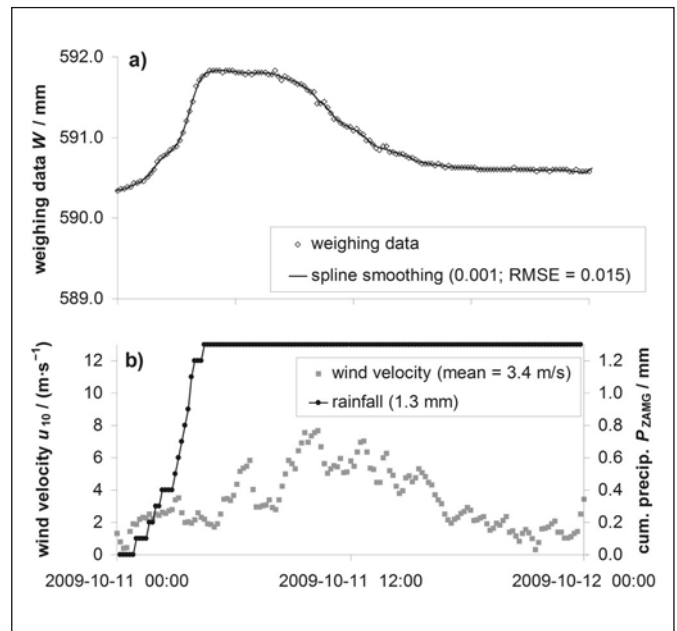 a)
592.0
591.0
590.0
589.0
weighing data W / mm
weighing data
spline smoothing (0.001; RMSE = 0.015)
b)
12
10
8
6
4
2
0
wind velocity u10 / (m·s−1)
wind velocity (mean = 3.4 m/s)
rainfall (1.3 mm)
1.2
1.0
0.8
0.6
0.4
0.2
0.0
cum. precip. PZAMG / mm
2009-10-11 00:00 2009-10-11 12:00 2009-10-12 00:00